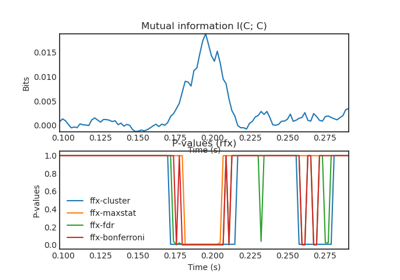 Mutual information I(C; C)
0.015
0.010
0.005
0.000
Bits
0.100 0.125 0.150 0.175 0.200 0.225 0.250 0.275
Time (s)
P-values (ffx)
1.0
0.8
0.6
0.4
0.2
0.0
P-values
ffx-cluster
ffx-maxstat
ffx-fdr
ffx-bonferroni
0.100 0.125 0.150 0.175 0.200 0.225 0.250 0.275
Time (s)